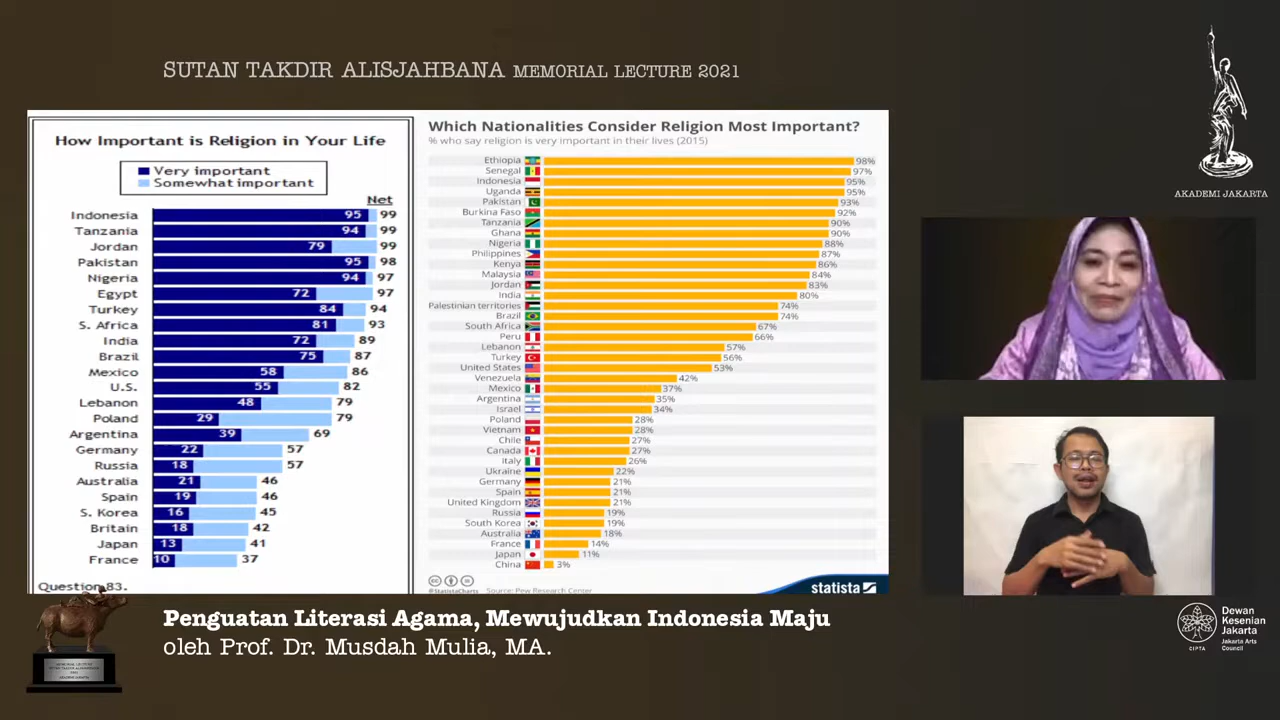 SUTAN TAKDIR ALISJAHBANA MEMORIAL LECTURE 2021
How Important is Religion in Your Life
Very important
Somewhat important
Net
Indonesia 95 99
Tanzania 94 99
Jordan 79 99
Pakistan 95 98
Nigeria 94 97
Egypt 72 97
Turkey 84 94
S. Africa 81 93
India 72 89
Brazil 75 87
Mexico 58 86
U.S. 55 82
Lebanon 48 79
Poland 29 79
Argentina 39 69
Germany 22 57
Russia 18 57
Australia 21 46
Spain 19 46
S. Korea 16 45
Britain 18 42
Japan 13 41
France 10 37
Question 83.
Which Nationalities Consider Religion Most Important?
% who say religion is very important in their lives (2015)
Ethiopia 98%
Senegal 97%
Indonesia 95%
Uganda 95%
Pakistan 93%
Burkina Faso 92%
Tanzania 90%
Ghana 90%
Nigeria 88%
Philippines 87%
Kenya 86%
Malaysia 84%
Jordan 83%
India 80%
Palestinian territories 74%
Brazil 74%
South Africa 67%
Peru 66%
Lebanon 57%
Turkey 56%
United States 53%
Venezuela 42%
Mexico 37%
Argentina 35%
Israel 34%
Poland 28%
Vietnam 28%
Chile 27%
Canada 27%
Italy 26%
Ukraine 22%
Germany 21%
Spain 21%
United Kingdom 21%
Russia 19%
South Korea 19%
Australia 18%
France 14%
Japan 11%
China 3%
@StatistaCharts Source: Pew Research Center
statista
AKADEMI JAKARTA
Penguatan Literasi Agama, Mewujudkan Indonesia Maju
oleh Prof. Dr. Musdah Mulia, MA.
CIPTA
Dewan
Kesenian
Jakarta
Jakarta Arts
Council